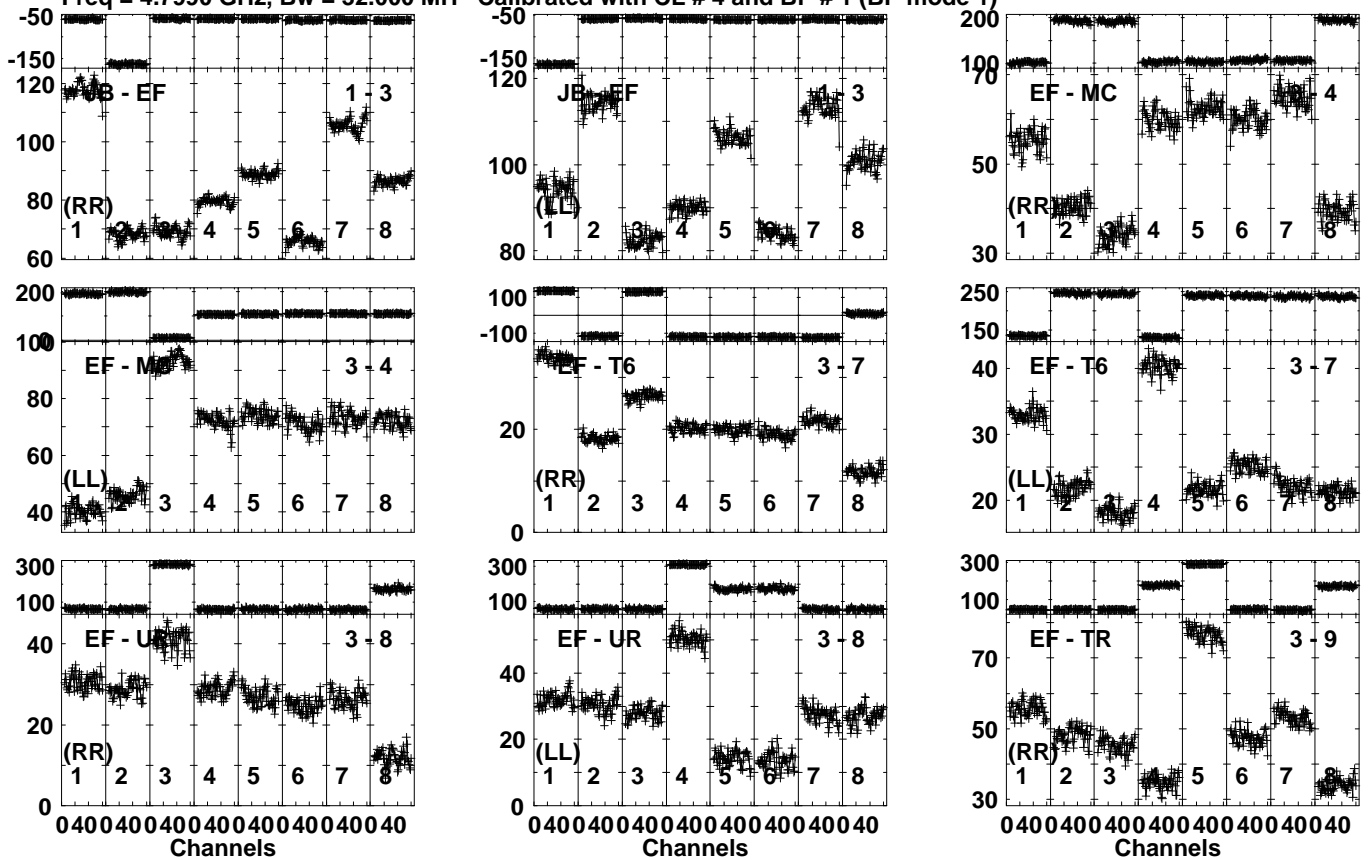 Freq = 4.7990 GHz, Bw = 32.000 MH Calibrated with CL # 4 and BP # 1 (BP mode 1)
-50
-150
120
100
80
60
JB - EF 1 - 3
(RR)
1 2 3 4 5 6 7 8
-50
-150
120
100
80
JB - EF 1 - 3
(LL)
1 2 3 4 5 6 7 8
200
100
70
50
30
EF - MC 3 - 4
(RR)
1 2 3 4 5 6 7 8
200
0
100
80
60
40
EF - MC 3 - 4
(LL)
1 2 3 4 5 6 7 8
100
-100
20
0
EF - T6 3 - 7
(RR)
1 2 3 4 5 6 7 8
250
150
40
30
20
EF - T6 3 - 7
(LL)
1 2 3 4 5 6 7 8
300
100
40
20
0
EF - UR 3 - 8
(RR)
1 2 3 4 5 6 7 8
0 40 0 40 0 40 0 40 0 40 0 40 0 40 0 40
Channels
300
100
40
20
0
EF - UR 3 - 8
(LL)
1 2 3 4 5 6 7 8
0 40 0 40 0 40 0 40 0 40 0 40 0 40 0 40
Channels
300
100
70
50
30
EF - TR 3 - 9
(RR)
1 2 3 4 5 6 7 8
0 40 0 40 0 40 0 40 0 40 0 40 0 40 0 40
Channels